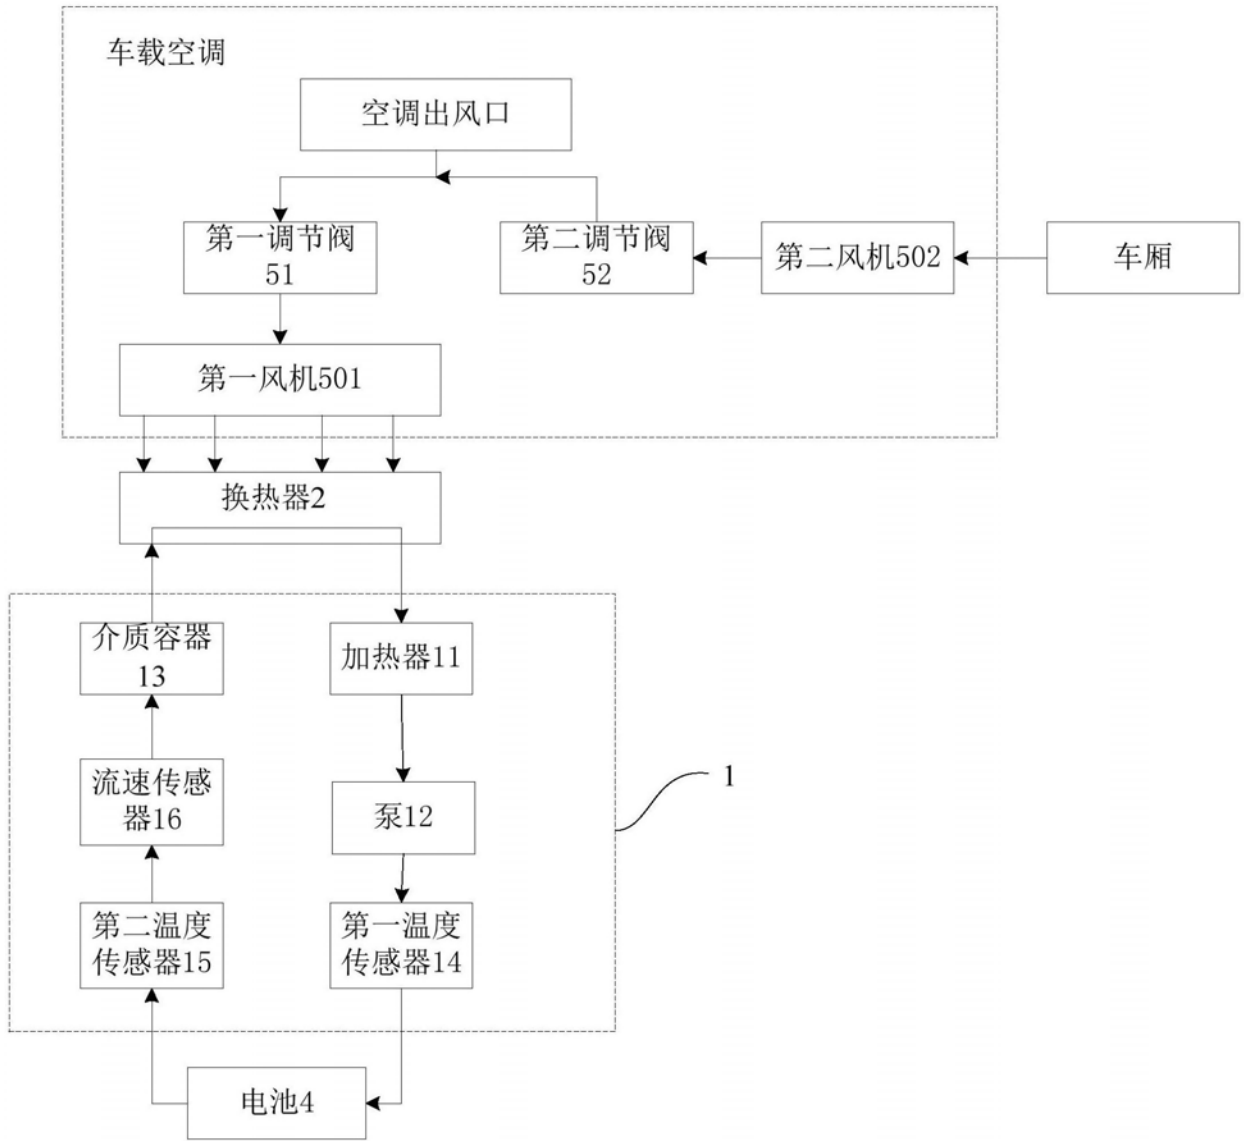 车载空调
空调出风口
第一调节阀
51
第二调节阀
52
第二风机502
车厢
第一风机501
换热器2
介质容器
13
加热器11
流速传感
器16
泵12
1
第二温度
传感器15
第一温度
传感器14
电池4